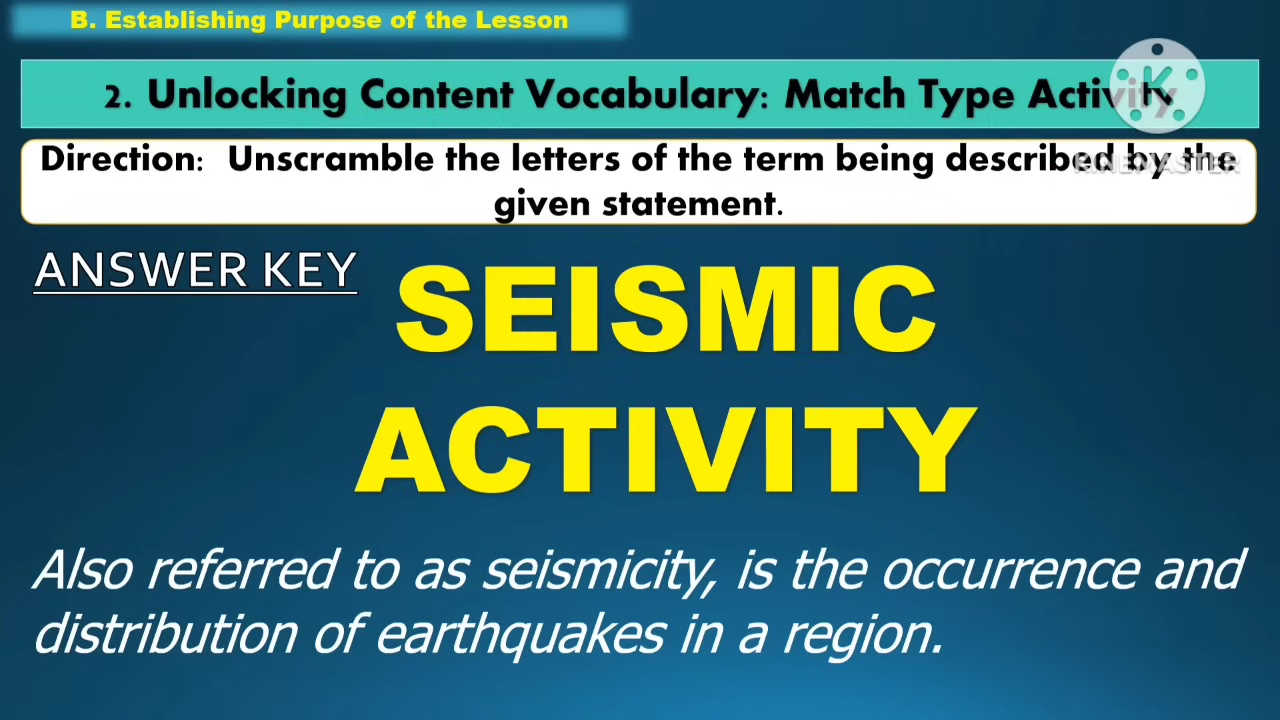 B. Establishing Purpose of the Lesson
2. Unlocking Content Vocabulary: Match Type Activity
Direction: Unscramble the letters of the term being described by the
KINEMASTER
given statement.
ANSWER KEY
SEISMIC
ACTIVITY
Also referred to as seismicity, is the occurrence and
distribution of earthquakes in a region.